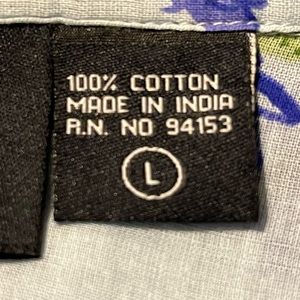 100% COTTON
MADE IN INDIA
R.N. NO 94153
L